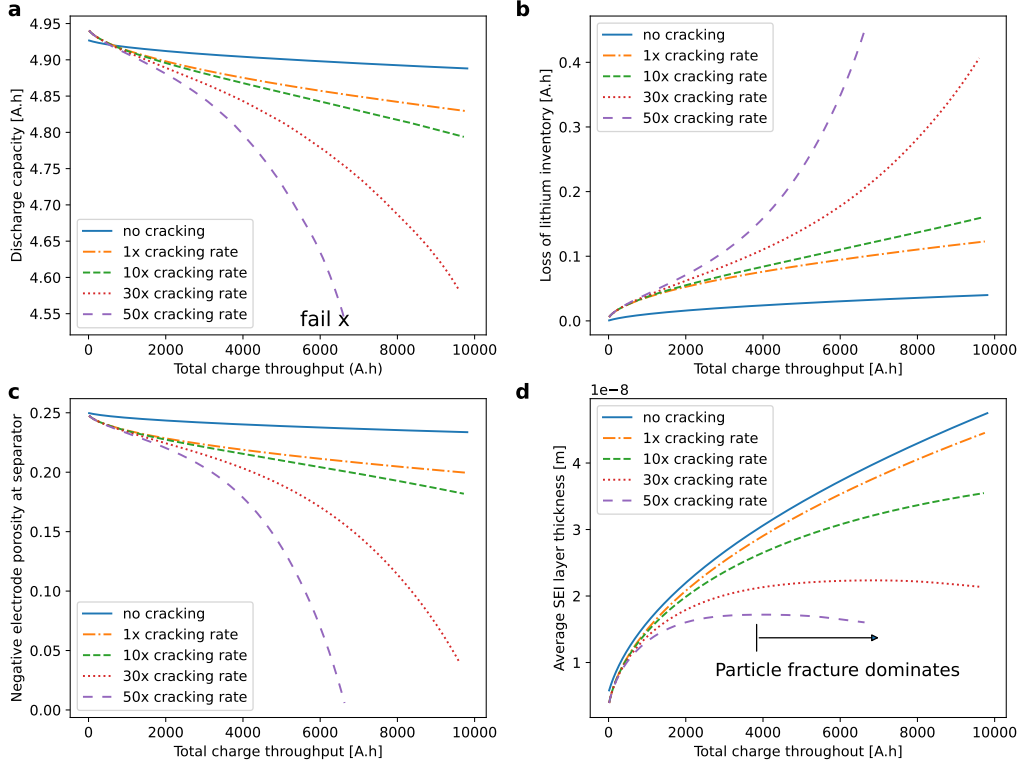 a
4.95
4.90
4.85
4.80
4.75
4.70
4.65
4.60
4.55
Discharge capacity [A.h]
no cracking
1x cracking rate
10x cracking rate
30x cracking rate
50x cracking rate
fail x
0
2000
4000
6000
8000
10000
Total charge throughput (A.h)
b
0.4
0.3
0.2
0.1
0.0
Loss of lithium inventory [A.h]
no cracking
1x cracking rate
10x cracking rate
30x cracking rate
50x cracking rate
0
2000
4000
6000
8000
10000
Total charge throughput [A.h]
c
0.25
0.20
0.15
0.10
0.05
0.00
Negative electrode porosity at separator
no cracking
1x cracking rate
10x cracking rate
30x cracking rate
50x cracking rate
0
2000
4000
6000
8000
10000
Total charge throughput [A.h]
d
1e−8
4
3
2
1
Average SEI layer thickness [m]
no cracking
1x cracking rate
10x cracking rate
30x cracking rate
50x cracking rate
Particle fracture dominates
0
2000
4000
6000
8000
10000
Total charge throughout [A.h]